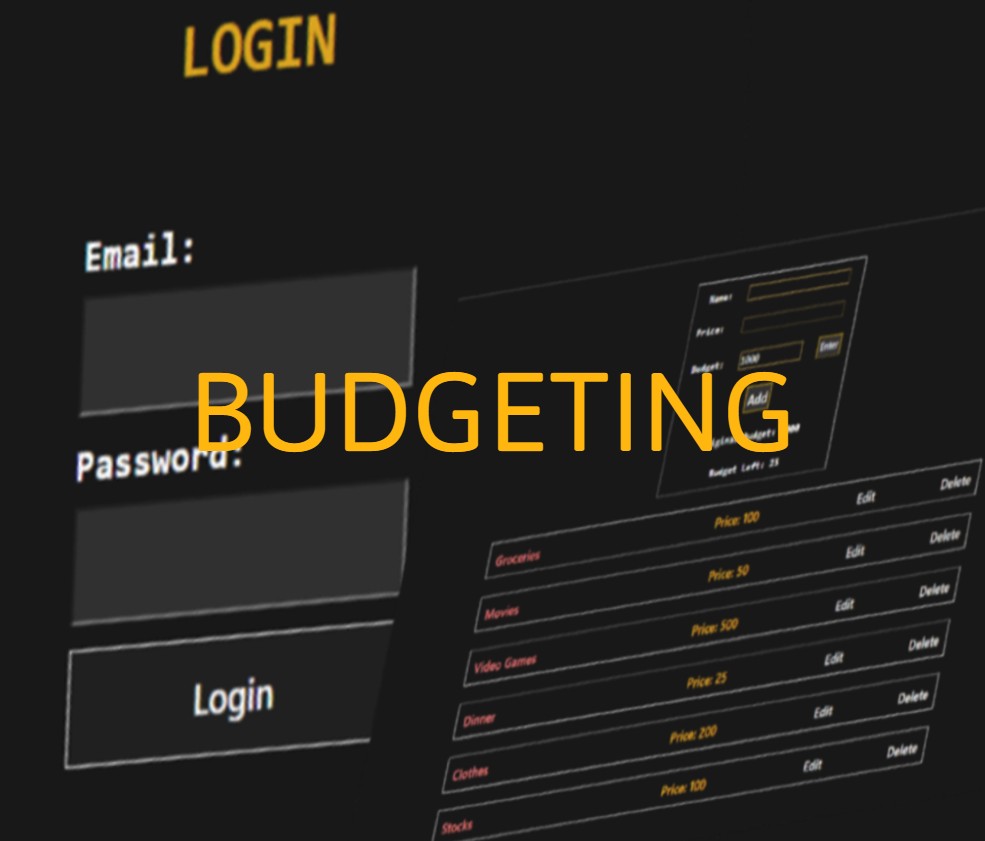 LOGIN
Email:
Password:
Login
BUDGETING
Name:
Price:
Budget: 1000 Enter
Add
Budget:
Budget Left: 25
Groceries Price: 100 Edit Delete
Movies Price: 50 Edit Delete
Video Games Price: 500 Edit Delete
Dinner Price: 25 Edit Delete
Clothes Price: 200 Edit Delete
Stocks Price: 100 Edit Delete